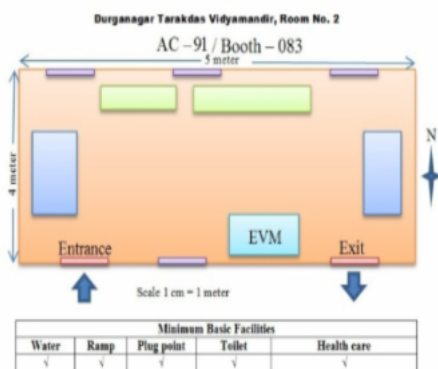 Durganagar Tarakdas Vidyamandir, Room No. 2
AC –91 / Booth – 083
5 meter
4 meter
N
EVM
Entrance
Exit
Scale 1 cm = 1 meter
Minimum Basic Facilities
Water Ramp Plug point Toilet Health care
√ √ √ √ √